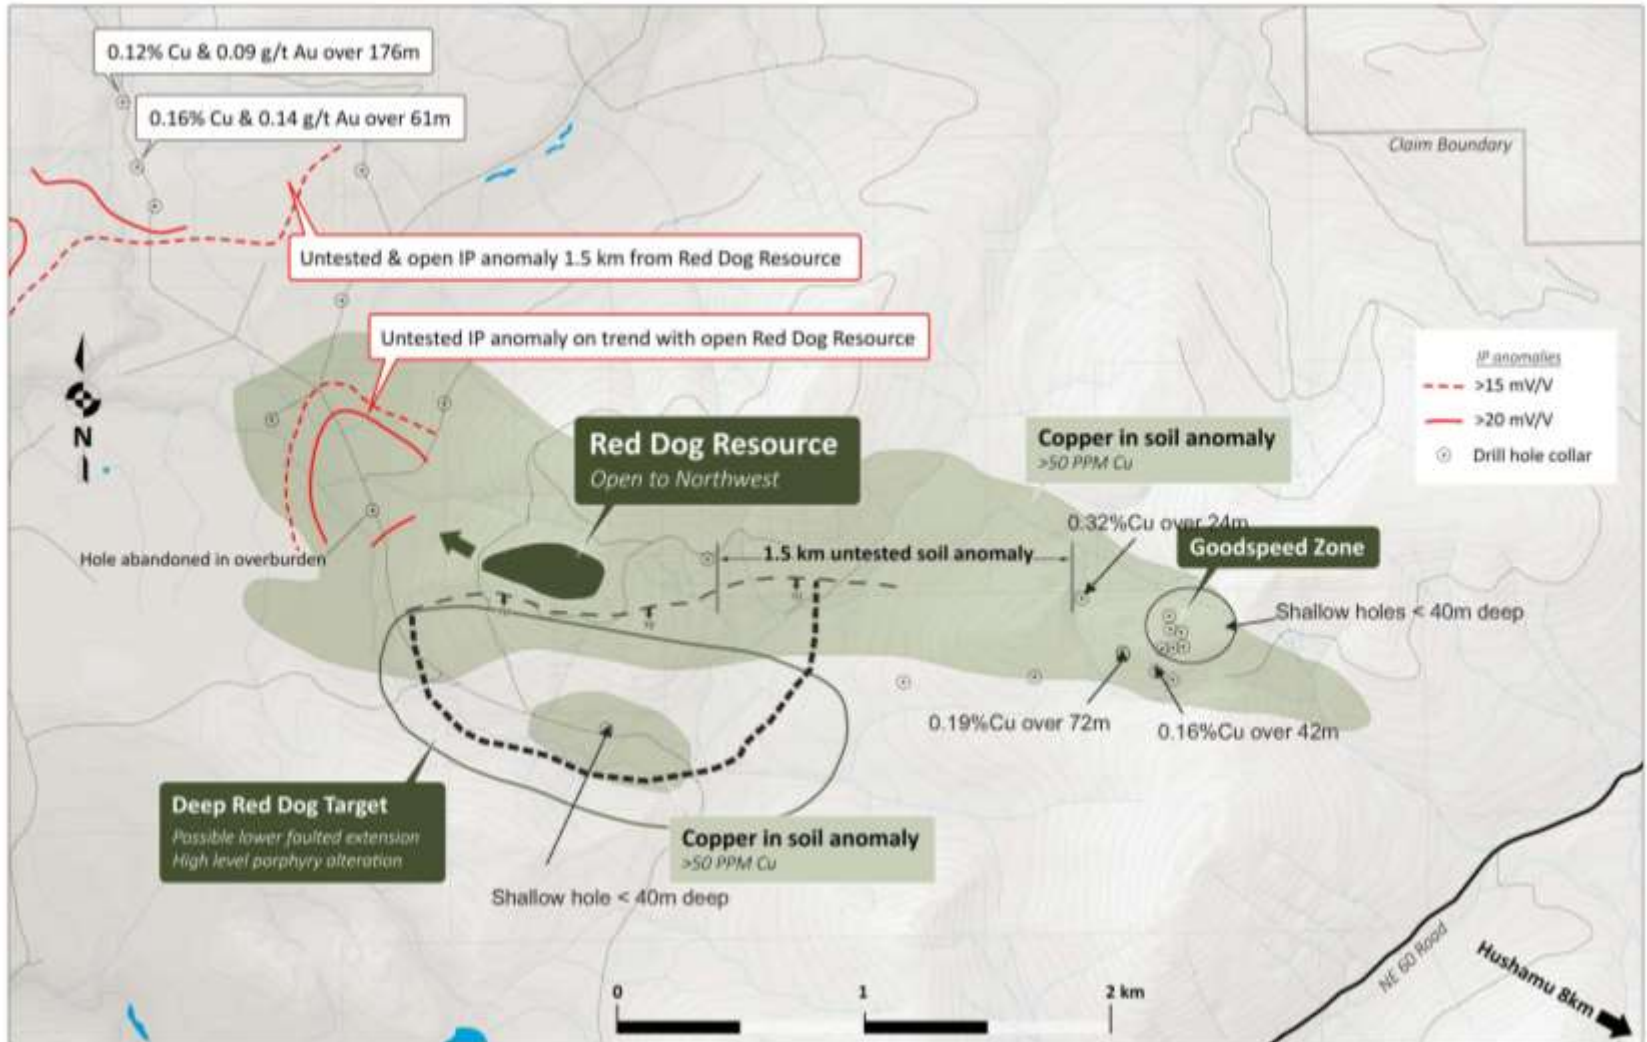 0.12% Cu & 0.09 g/t Au over 176m
0.16% Cu & 0.14 g/t Au over 61m
Claim Boundary
Untested & open IP anomaly 1.5 km from Red Dog Resource
Untested IP anomaly on trend with open Red Dog Resource
IP anomalies
>15 mV/V
>20 mV/V
Drill hole collar
N
Red Dog Resource
Open to Northwest
Copper in soil anomaly
>50 PPM Cu
0.32%Cu over 24m
Goodspeed Zone
Hole abandoned in overburden
1.5 km untested soil anomaly
Shallow holes < 40m deep
0.19%Cu over 72m
0.16%Cu over 42m
Deep Red Dog Target
Possible lower faulted extension
High level porphyry alteration
Copper in soil anomaly
>50 PPM Cu
Shallow hole < 40m deep
NE 60 Road
Hushamu 8km
0 1 2 km